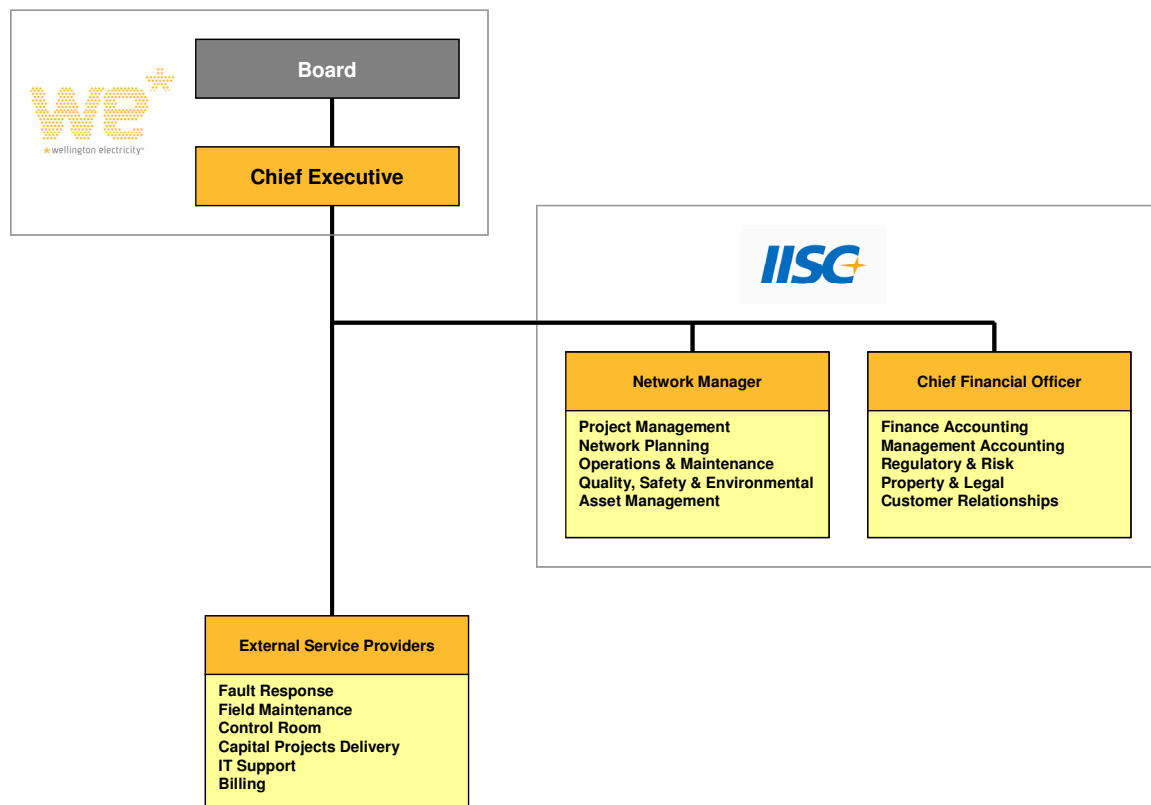 Board
we*
*wellington electricity™
Chief Executive
IISC
Network Manager
Project Management
Network Planning
Operations & Maintenance
Quality, Safety & Environmental
Asset Management
Chief Financial Officer
Finance Accounting
Management Accounting
Regulatory & Risk
Property & Legal
Customer Relationships
External Service Providers
Fault Response
Field Maintenance
Control Room
Capital Projects Delivery
IT Support
Billing